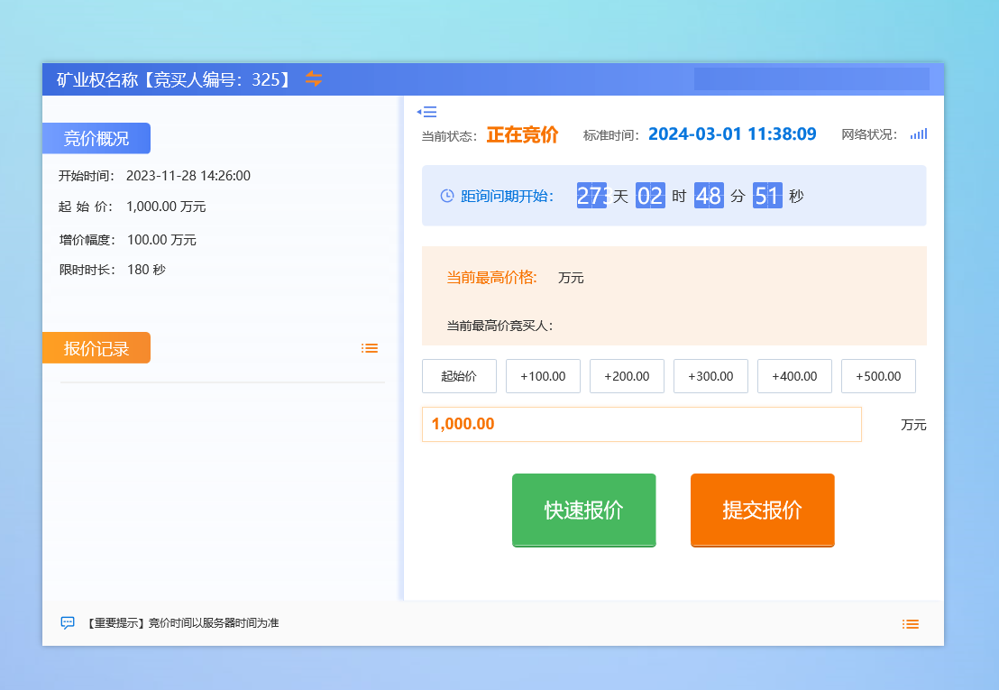 矿业权名称【竞买人编号：325】
竞价概况
开始时间： 2023-11-28 14:26:00
起 始 价： 1,000.00 万元
增价幅度： 100.00 万元
限时时长： 180 秒
报价记录
当前状态： 正在竞价 标准时间： 2024-03-01 11:38:09 网络状况：
距询问期开始： 273 天 02 时 48 分 51 秒
当前最高价格: 万元
当前最高价竞买人：
起始价 +100.00 +200.00 +300.00 +400.00 +500.00
1,000.00 万元
快速报价 提交报价
【重要提示】竞价时间以服务器时间为准